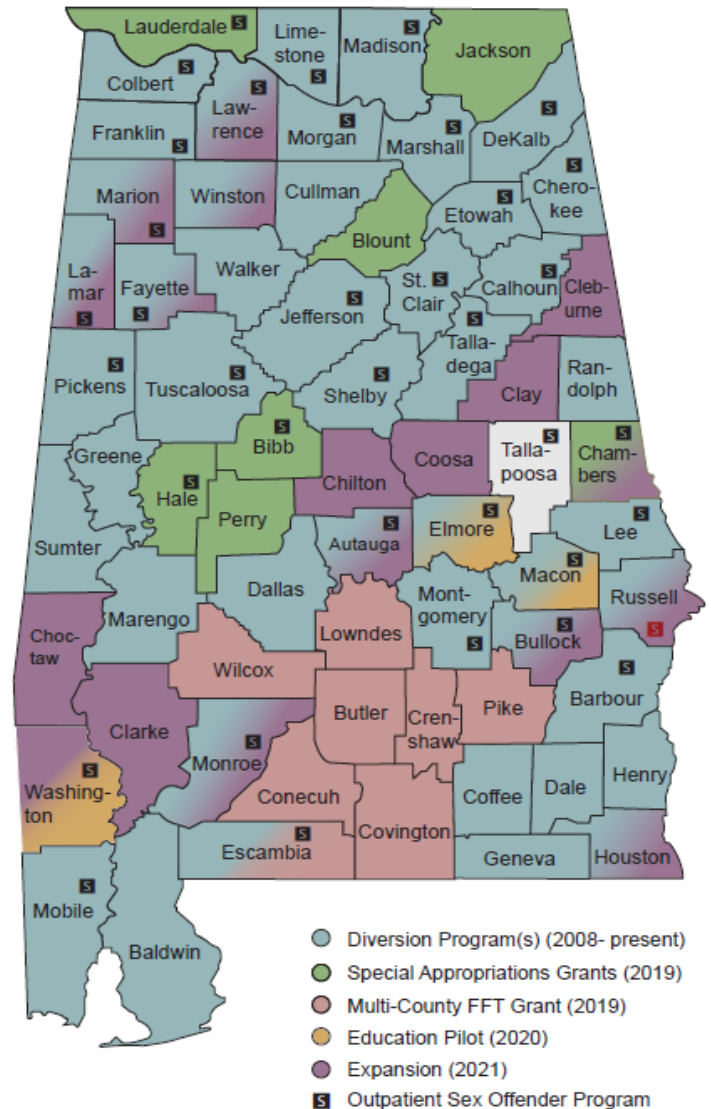 Lauderdale S
Lime-
stone
S
Madison
S
Jackson
Colbert S
Law-
rence
S
Franklin S
Morgan
S
Marshall
S
DeKalb
S
Chero-
kee
S
Marion
S
Winston
Cullman
Etowah
S
Blount
La-
mar
S
Fayette
S
Walker
St.
Clair
S
Calhoun
S
Cleb-
urne
Jefferson
S
Talla-
dega
S
Pickens
S
Tuscaloosa
S
Shelby
S
Clay
Ran-
dolph
Greene
Bibb
S
Coosa
Talla-
poosa
S
Cham-
bers
S
Hale
S
Chilton
Perry
Elmore
S
Lee
S
Sumter
Autauga
S
Dallas
Macon
S
Marengo
Mont-
gomery
S
Russell
S
Choc-
taw
Lowndes
Bullock
S
Wilcox
Barbour
S
Clarke
Butler
Cren-
shaw
Pike
Monroe
S
Washing-
ton
S
Conecuh
Coffee
Dale
Henry
Covington
Escambia
S
Geneva
Houston
Mobile
S
Baldwin
Diversion Program(s) (2008- present)
Special Appropriations Grants (2019)
Multi-County FFT Grant (2019)
Education Pilot (2020)
Expansion (2021)
S Outpatient Sex Offender Program